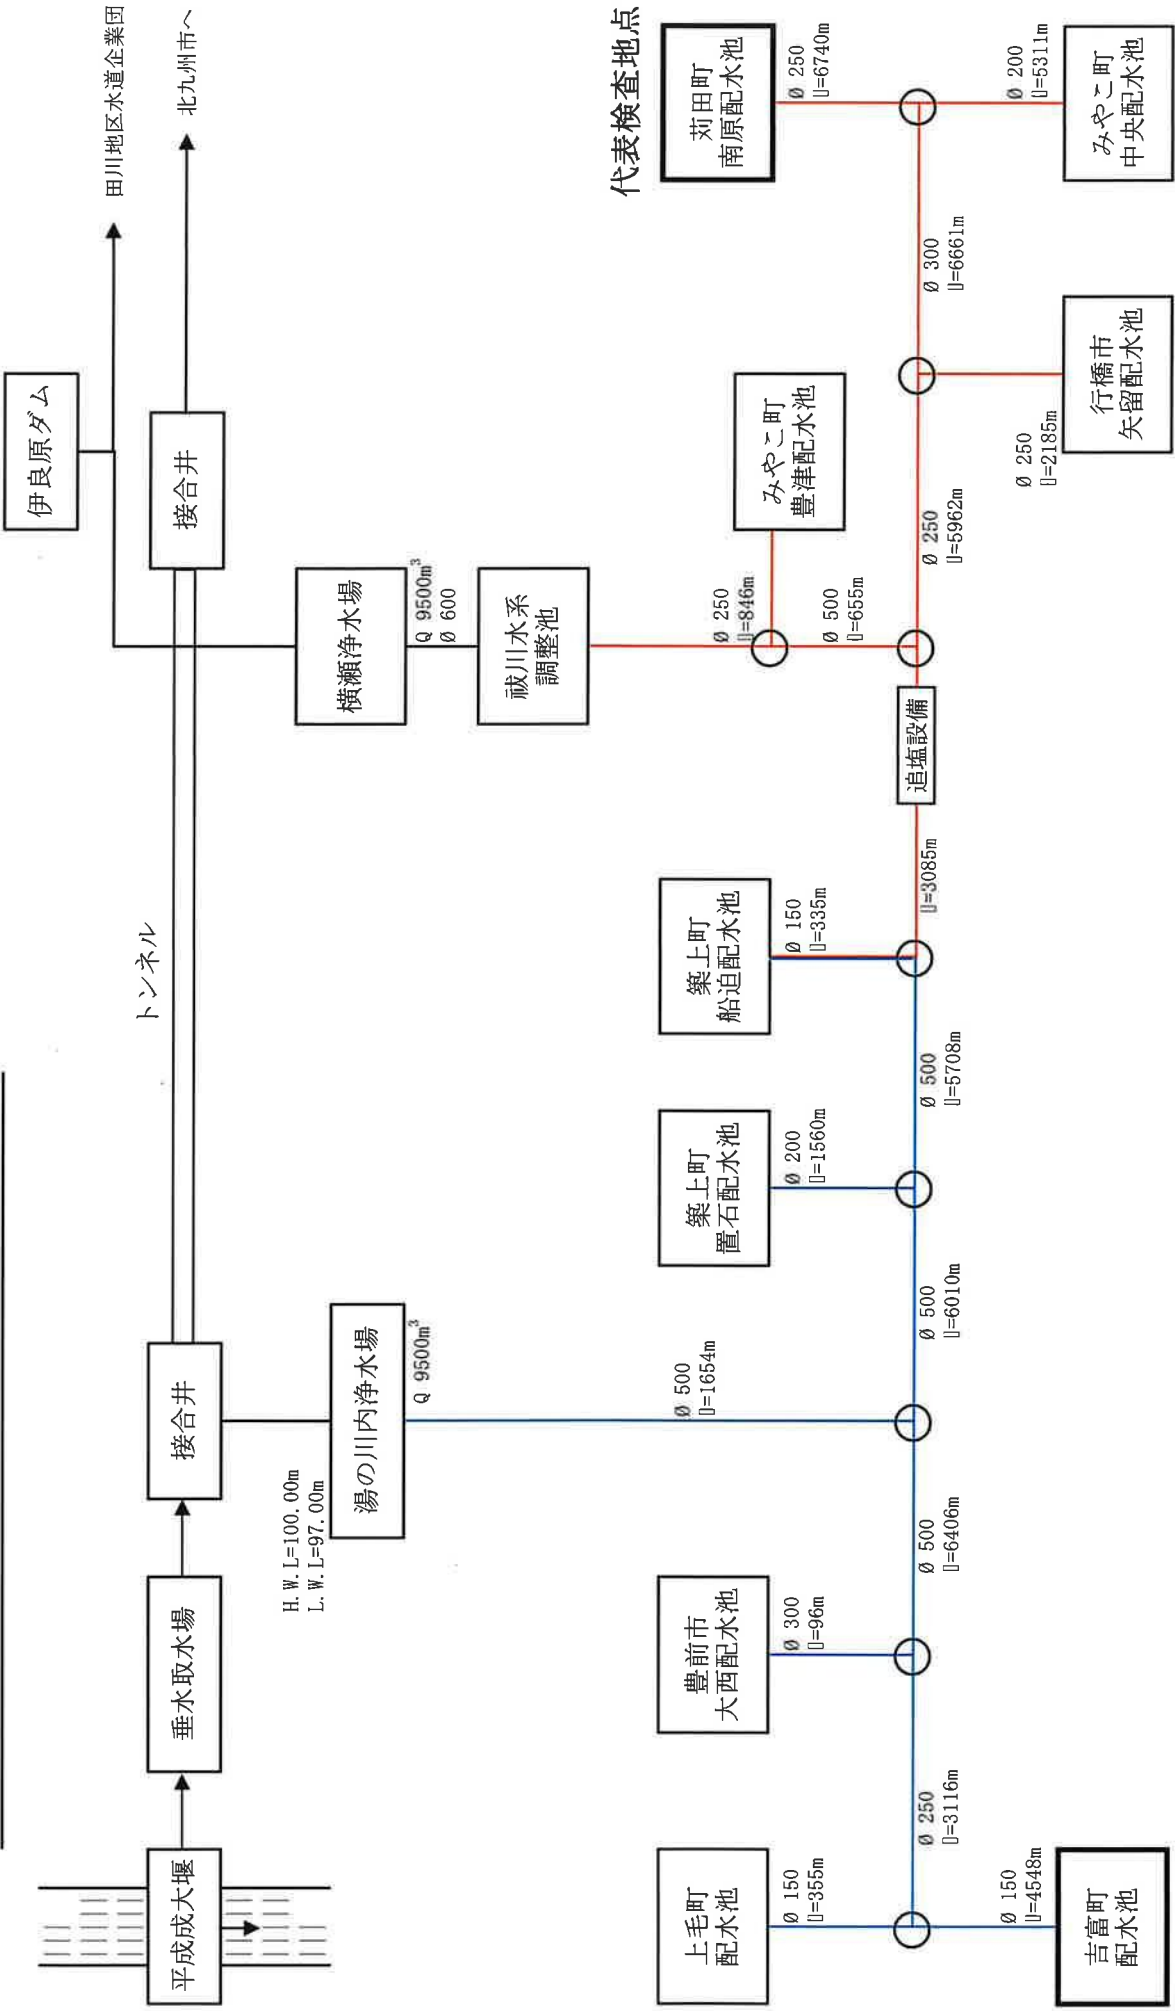 平成成大堰
垂水取水場
接合井
トンネル
接合井
北九州市へ
伊良原ダム
田川地区水道企業団
H.W.L=100.00m
L.W.L=97.00m
湯の川内浄水場
Q 9500m³
横瀬浄水場
Q 9500m³
Ø 600
祓川水系
調整池
Ø 500
▯=1654m
Ø 250
▯=846m
Ø 500
▯=655m
みやこ町
豊津配水池
代表検査地点
上毛町
配水池
Ø 150
▯=355m
豊前市
大西配水池
Ø 300
▯=96m
築上町
置石配水池
Ø 200
▯=1560m
築上町
船迫配水池
Ø 150
▯=335m
苅田町
南原配水池
Ø 250
▯=6740m
Ø 250
▯=3116m
Ø 500
▯=6406m
Ø 500
▯=6010m
Ø 500
▯=5708m
▯=3085m
追塩設備
Ø 250
▯=5962m
Ø 300
▯=6661m
Ø 150
▯=4548m
吉富町
配水池
Ø 250
▯=2185m
行橋市
矢留配水池
Ø 200
▯=5311m
みやこ町
中央配水池